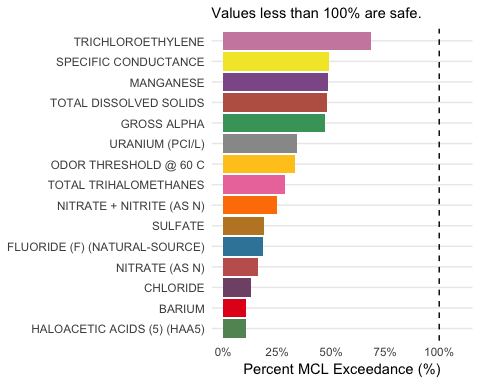 Values less than 100% are safe.
TRICHLOROETHYLENE
SPECIFIC CONDUCTANCE
MANGANESE
TOTAL DISSOLVED SOLIDS
GROSS ALPHA
URANIUM (PCI/L)
ODOR THRESHOLD @ 60 C
TOTAL TRIHALOMETHANES
NITRATE + NITRITE (AS N)
SULFATE
FLUORIDE (F) (NATURAL-SOURCE)
NITRATE (AS N)
CHLORIDE
BARIUM
HALOACETIC ACIDS (5) (HAA5)
0% 25% 50% 75% 100%
Percent MCL Exceedance (%)